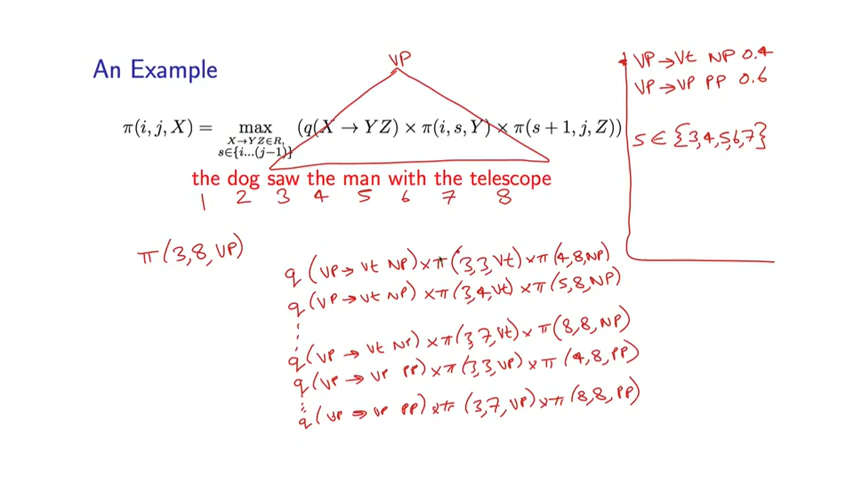 VP
VP → Vt NP 0.4
VP → VP PP 0.6
An Example
π(i, j, X) = max (q(X → Y Z) × π(i, s, Y) × π(s + 1, j, Z))
X→Y Z∈R,
s∈{i...(j−1)}
s ∈ {3,4,5,6,7}
the dog saw the man with the telescope
1 2 3 4 5 6 7 8
π(3,8,VP)
q(VP → Vt NP) × π(3,3,Vt) × π(4,8,NP)
q(VP → Vt NP) × π(3,4,Vt) × π(5,8,NP)
⋮
q(VP → Vt NP) × π(3,7,Vt) × π(8,8,NP)
q(VP → VP PP) × π(3,3,VP) × π(4,8,PP)
⋮
q(VP → VP PP) × π(3,7,VP) × π(8,8,PP)